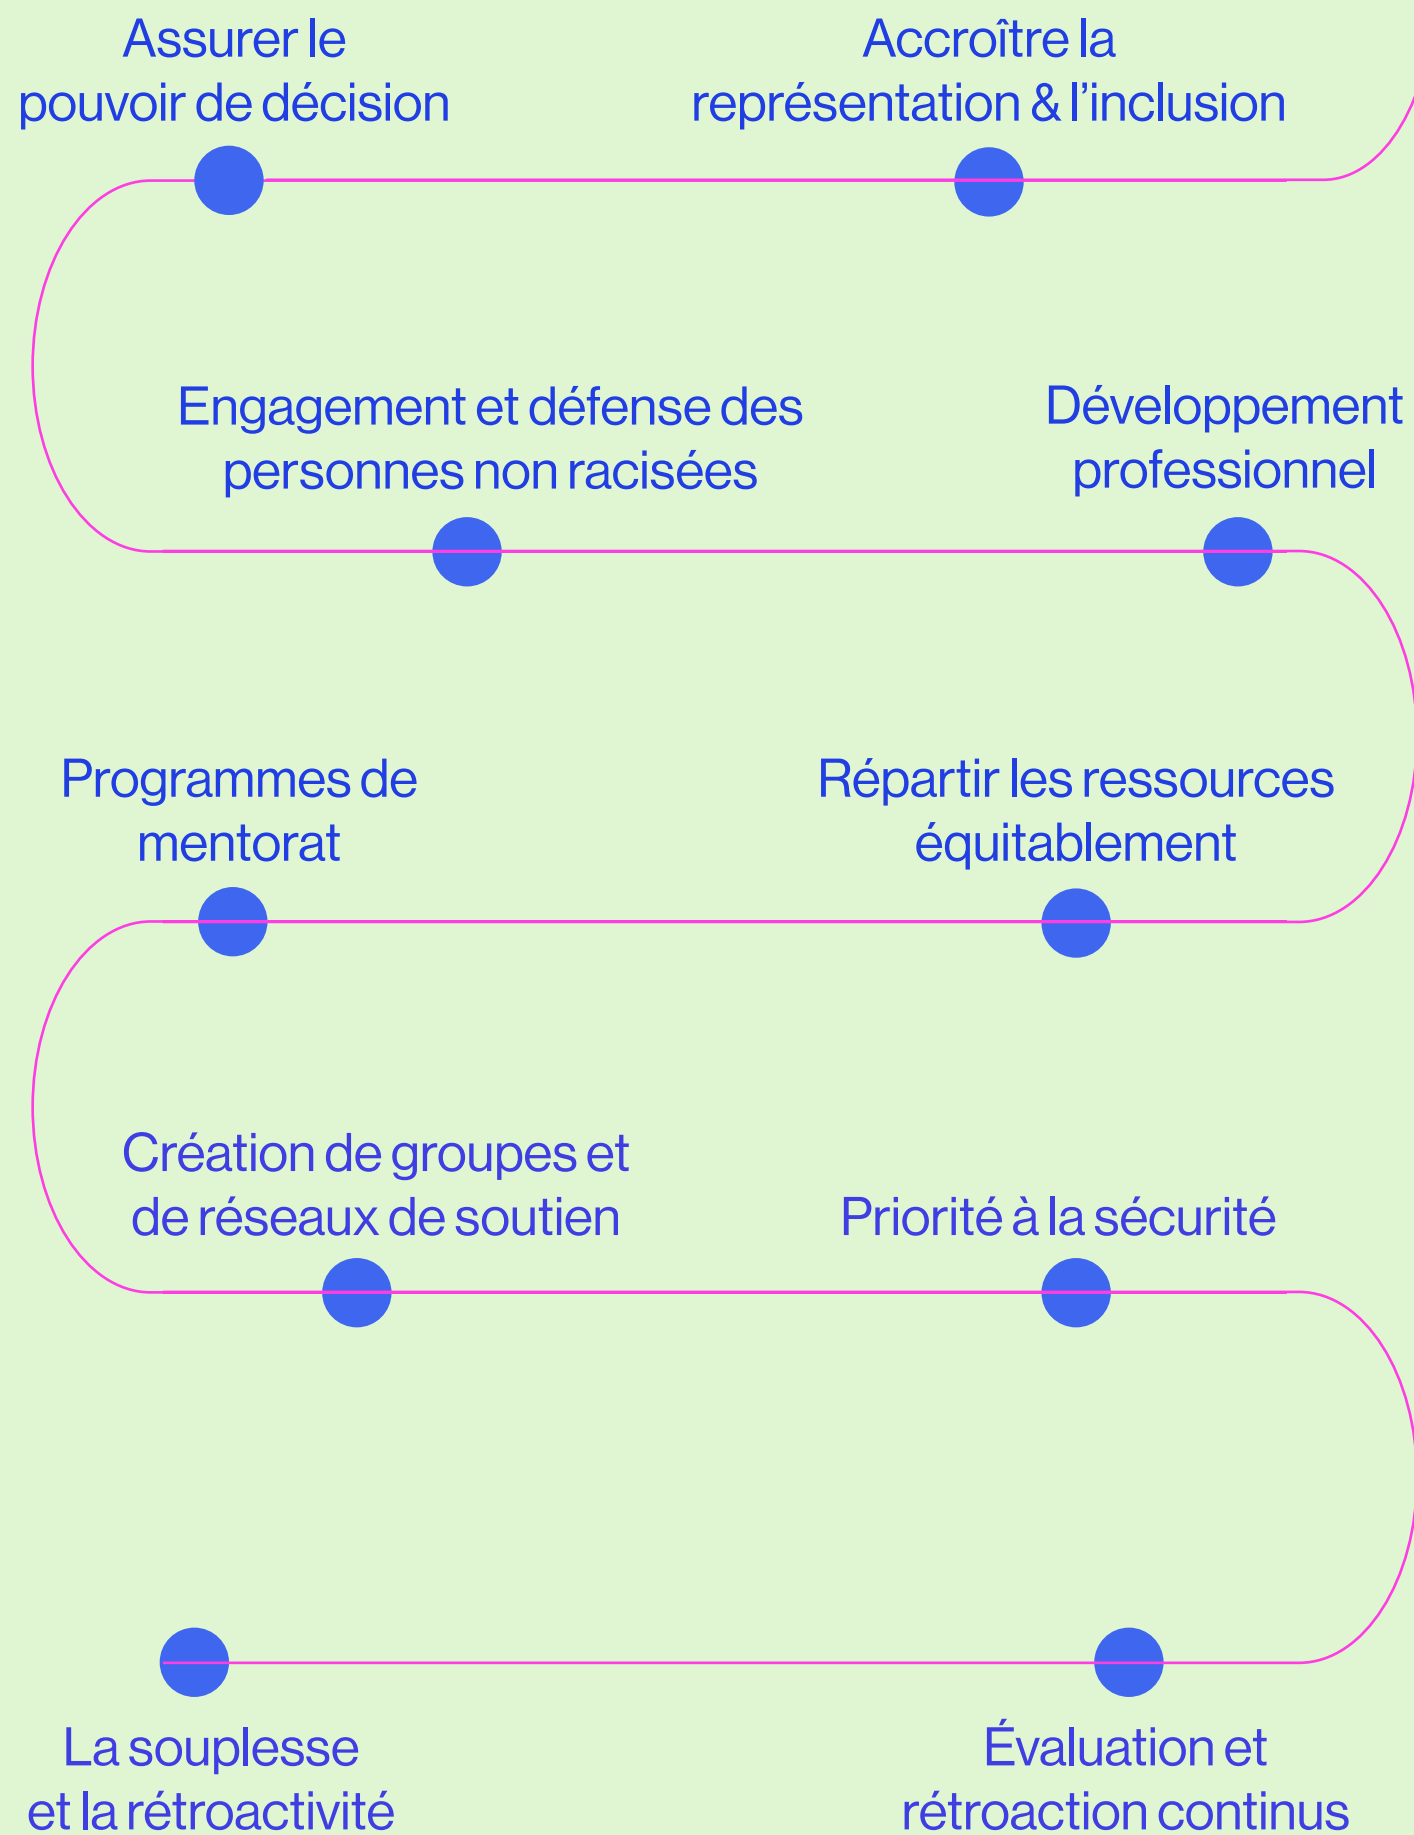 Assurer le
pouvoir de décision
Accroître la
représentation & l'inclusion
Engagement et défense des
personnes non racisées
Développement
professionnel
Programmes de
mentorat
Répartir les ressources
équitablement
Création de groupes et
de réseaux de soutien
Priorité à la sécurité
La souplesse
et la rétroactivité
Évaluation et
rétroaction continus